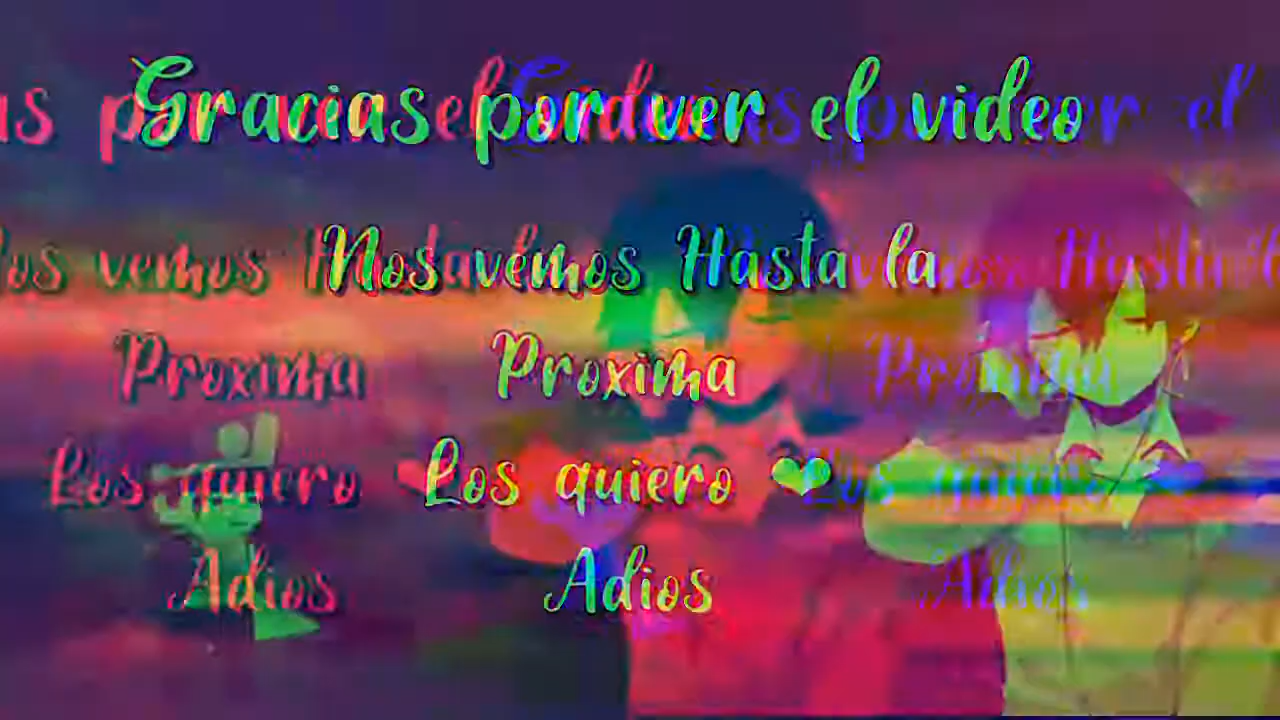 Gracias por ver el video
Nos vemos Hasta la
Proxima
Los quiero ❤
Adios